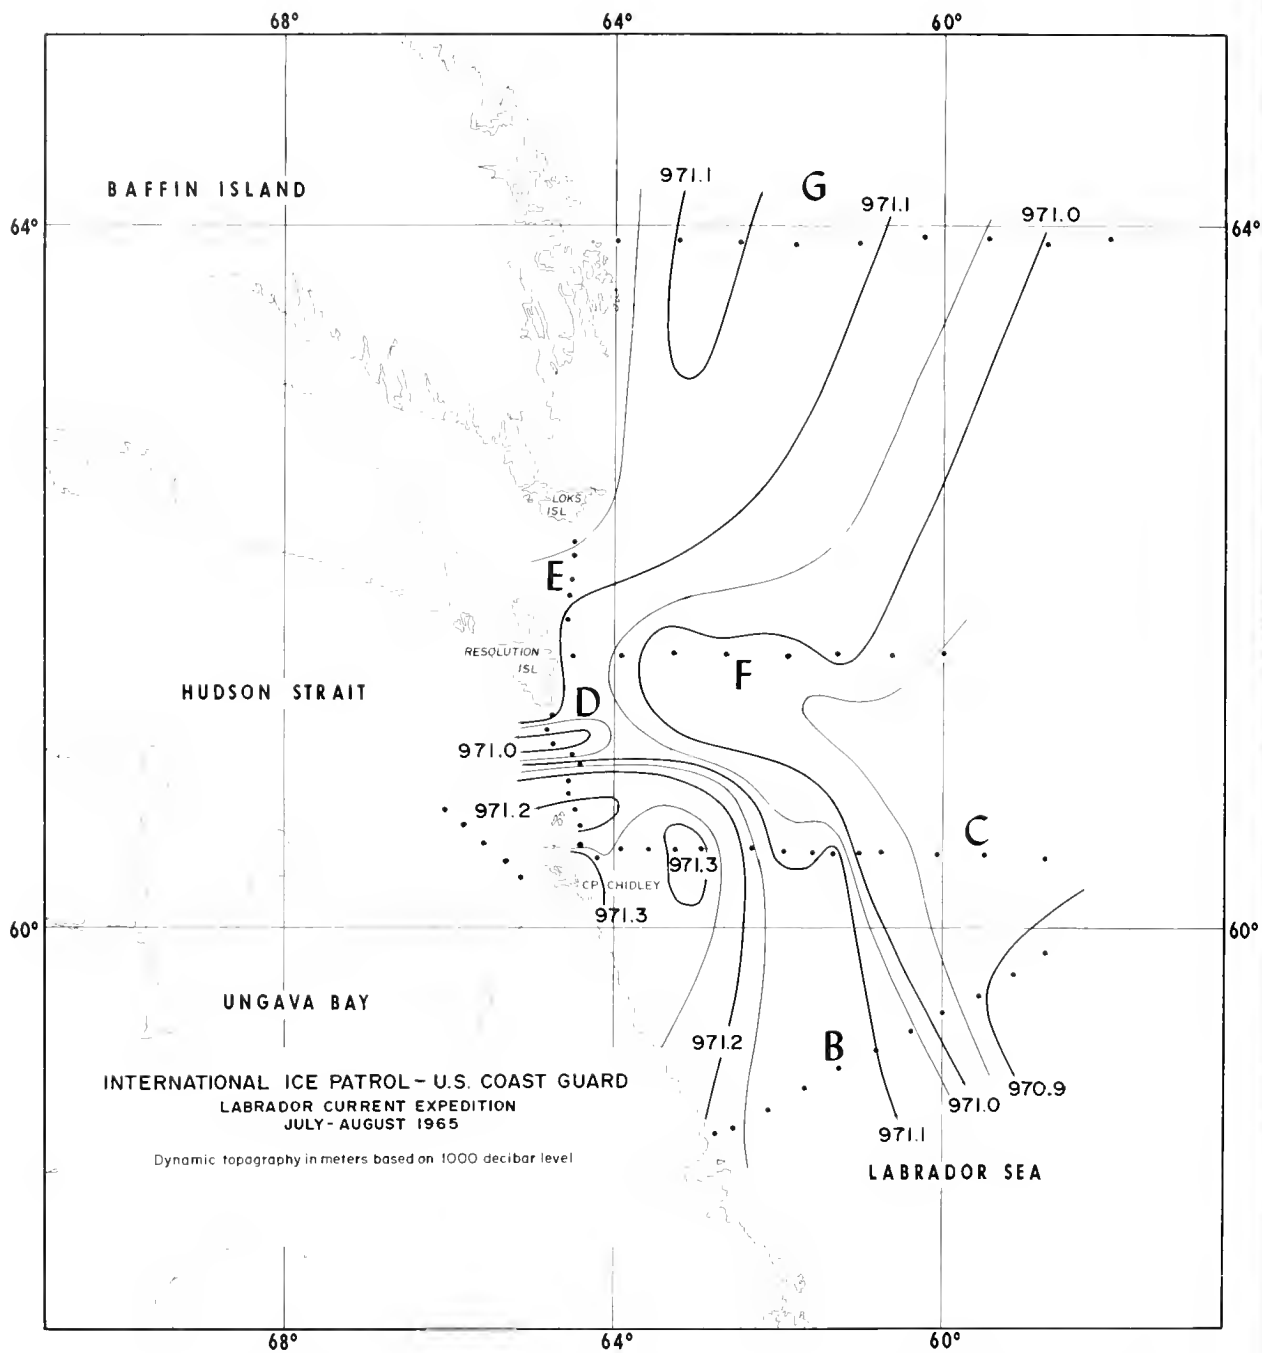 68° 64° 60°
971.1 G
BAFFIN ISLAND 971.1 971.0
64° 64°
LOKS
ISL
E
RESOLUTION
ISL
F
HUDSON STRAIT D
971.0
971.2
C
971.3
CP CHIDLEY
971.3
60° 60°
UNGAVA BAY
971.2 B
INTERNATIONAL ICE PATROL – U.S. COAST GUARD
970.9
LABRADOR CURRENT EXPEDITION 971.0
JULY – AUGUST 1965
971.1
Dynamic topography in meters based on 1000 decibar level
LABRADOR SEA
68° 64° 60°